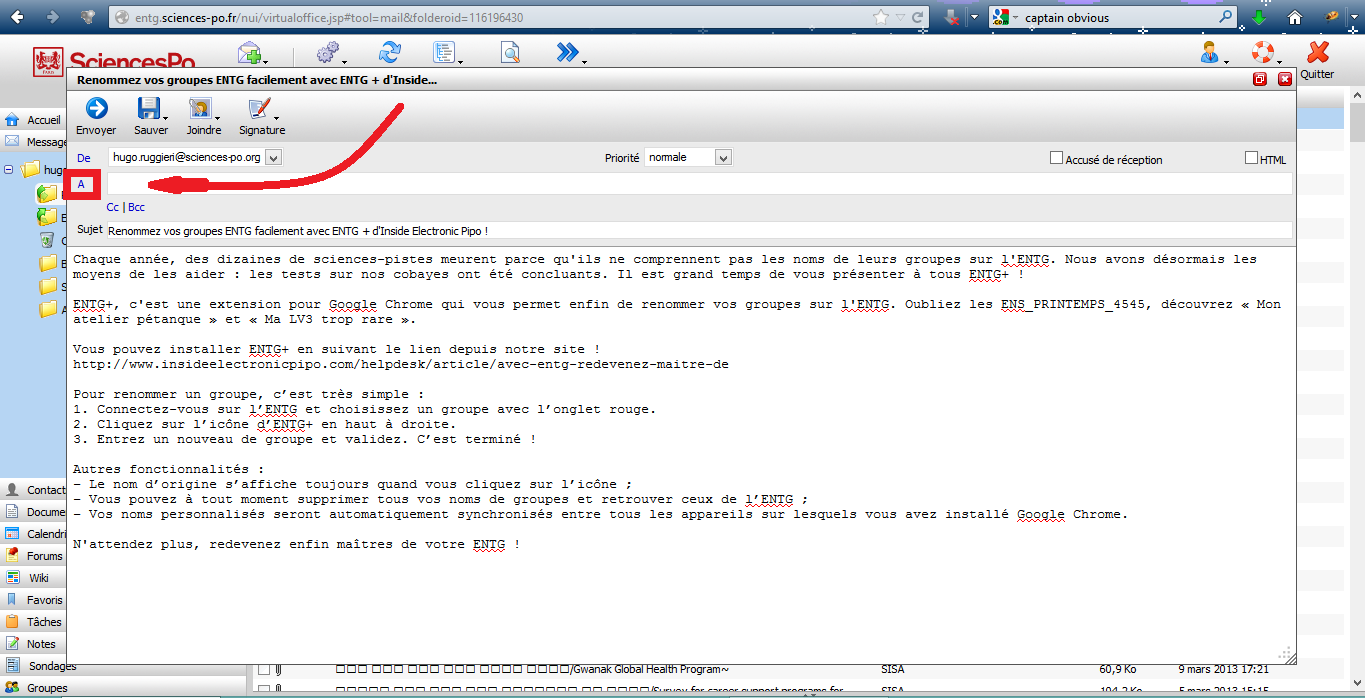 entg.sciences-po.fr/nui/virtualoffice.jsp#tool=mail&folderoid=116196430
.com
captain obvious
SciencesPo
PARIS
Quitter
Renommez vos groupes ENTG facilement avec ENTG + d'Inside...
Envoyer Sauver Joindre Signature
De hugo.ruggieri@sciences-po.org Priorité normale Accusé de réception HTML
A
Cc | Bcc
Sujet Renommez vos groupes ENTG facilement avec ENTG + d'Inside Electronic Pipo !
Chaque année, des dizaines de sciences-pistes meurent parce qu'ils ne comprennent pas les noms de leurs groupes sur l'ENTG. Nous avons désormais les
moyens de les aider : les tests sur nos cobayes ont été concluants. Il est grand temps de vous présenter à tous ENTG+ !
ENTG+, c'est une extension pour Google Chrome qui vous permet enfin de renommer vos groupes sur l'ENTG. Oubliez les ENS_PRINTEMPS_4545, découvrez « Mon
atelier pétanque » et « Ma LV3 trop rare ».
Vous pouvez installer ENTG+ en suivant le lien depuis notre site !
http://www.insideelectronicpipo.com/helpdesk/article/avec-entg-redevenez-maitre-de
Pour renommer un groupe, c’est très simple :
1. Connectez-vous sur l’ENTG et choisissez un groupe avec l’onglet rouge.
2. Cliquez sur l’icône d’ENTG+ en haut à droite.
3. Entrez un nouveau de groupe et validez. C’est terminé !
Autres fonctionnalités :
– Le nom d’origine s’affiche toujours quand vous cliquez sur l’icône ;
– Vous pouvez à tout moment supprimer tous vos noms de groupes et retrouver ceux de l’ENTG ;
– Vos noms personnalisés seront automatiquement synchronisés entre tous les appareils sur lesquels vous avez installé Google Chrome.
N'attendez plus, redevenez enfin maîtres de votre ENTG !
Accueil
Message
hugo
Contact
Docume
Calendri
Forums
Wiki
Favoris
Tâches
Notes
Sondages
Groupes
/Gwanak Global Health Program~ SISA 60,9 Ko 9 mars 2013 17:21
/Survey for career support programs for SISA 104,2 Ko 5 mars 2013 15:15